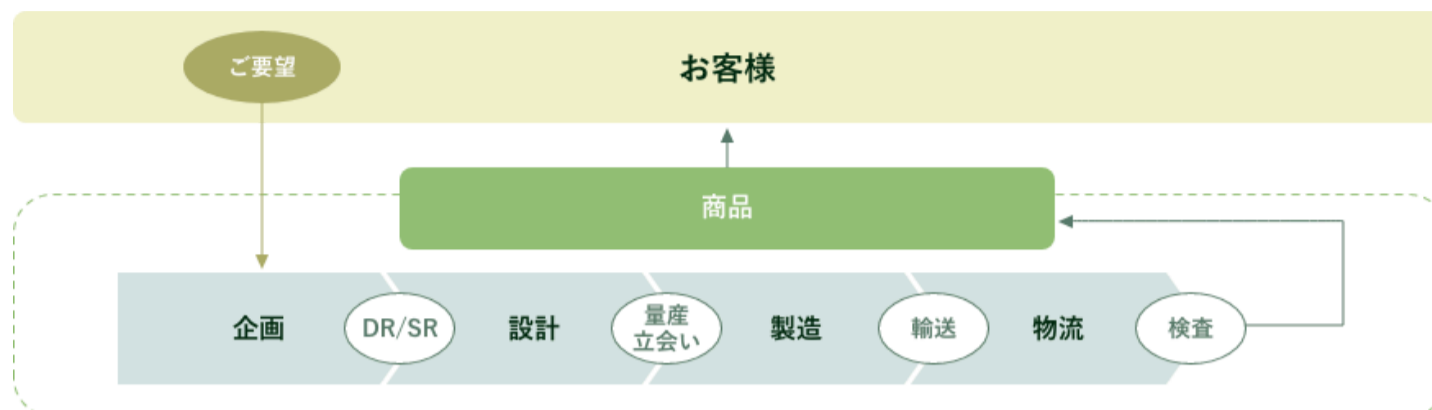 ご要望
お客様
商品
企画
DR/SR
設計
量産
立会い
製造
輸送
物流
検査